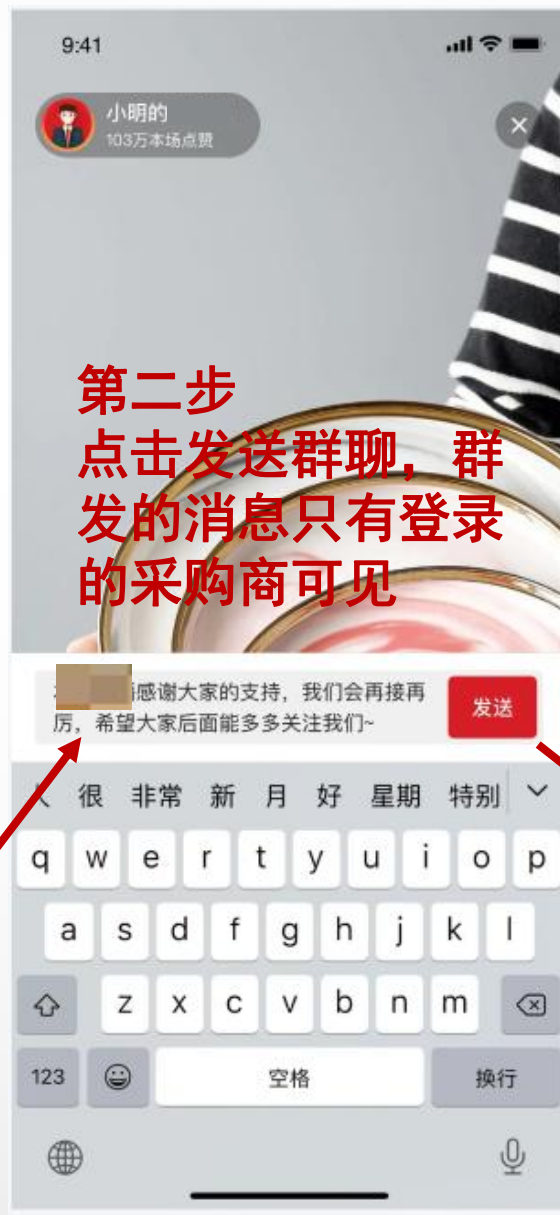 9:41
小明的
103万本场点赞
第二步
点击发送群聊，群
发的消息只有登录
的采购商可见
感谢大家的支持，我们会再接再
厉，希望大家后面能多多关注我们~
发送
很 非常 新 月 好 星期 特别
q w e r t y u i o p
a s d f g h j k l
z x c v b n m
123 空格 换行